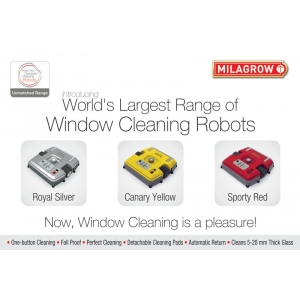 MILAGROW
Unmatched Range
introducing
World's Largest Range of
Window Cleaning Robots
Royal Silver
Canary Yellow
Sporty Red
Now, Window Cleaning is a pleasure!
• One-button Cleaning • Fall Proof • Perfect Cleaning • Detachable Cleaning Pads • Automatic Return • Cleans 5-28 mm Thick Glass